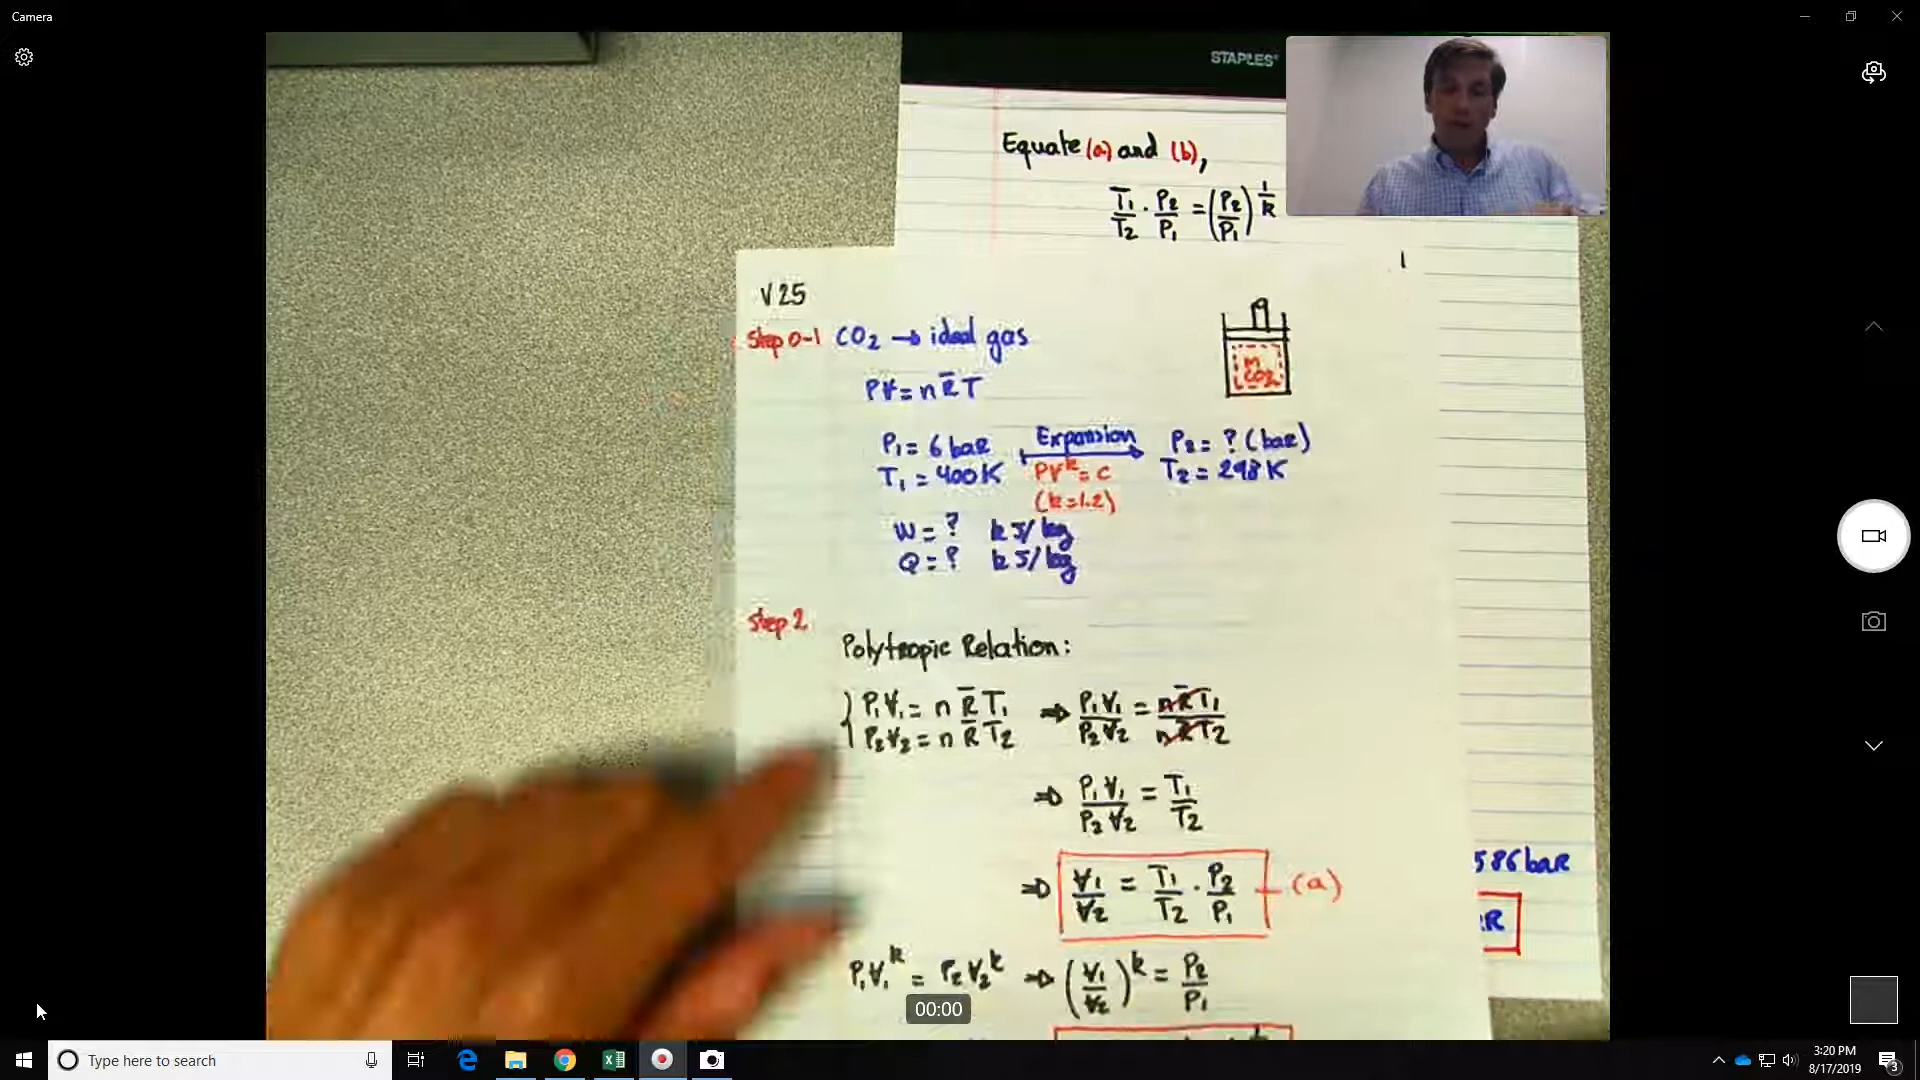 Camera
STAPLES
Equate (a) and (b),
T1/T2 · P2/P1 = (P2/P1)^1/k
1
V25
Step 0-1 CO2 → ideal gas
m CO2
PV = n R̄ T
P1 = 6 bar Expansion P2 = ? (bar)
T1 = 400K PV^k = c T2 = 298K
(k=1.2)
W = ? kJ/kg
Q = ? kJ/kg
Step 2
Polytropic Relation:
P1V1 = n R̄ T1 ⇒ P1V1/P2V2 = nR̄T1/nR̄T2
P2V2 = n R̄ T2
⇒ P1V1/P2V2 = T1/T2
⇒ V1/V2 = T1/T2 · P2/P1 — (a)
586 bar
P1V1^k = P2V2^k ⇒ (V1/V2)^k = P2/P1
00:00
Type here to search
3:20 PM
8/17/2019
3